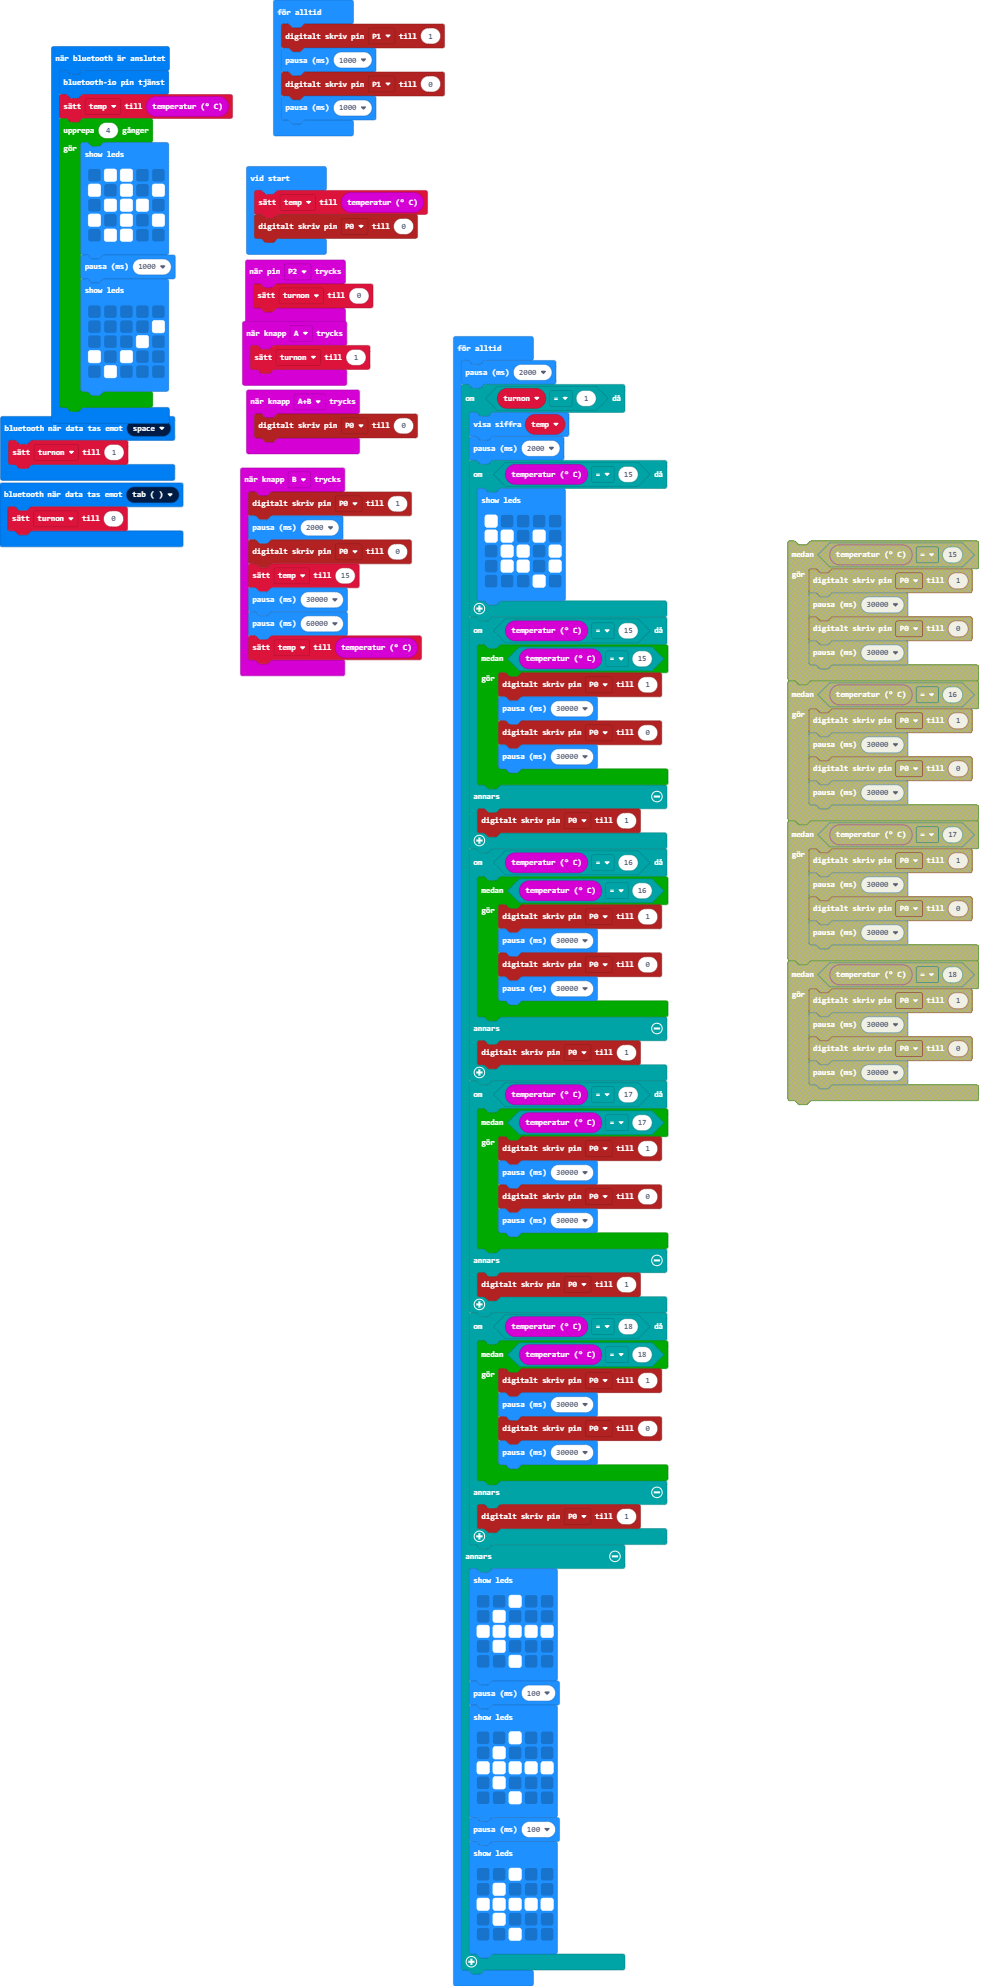 för alltid
digitalt skriv pin P1 till 1
pausa (ms) 1000
digitalt skriv pin P1 till 0
pausa (ms) 1000
när bluetooth är anslutet
bluetooth-io pin tjänst
sätt temp till temperatur (° C)
upprepa 4 gånger
gör
show leds
pausa (ms) 1000
show leds
bluetooth när data tas emot space
sätt turnon till 1
bluetooth när data tas emot tab ( )
sätt turnon till 0
vid start
sätt temp till temperatur (° C)
digitalt skriv pin P0 till 0
när pin P2 trycks
sätt turnon till 0
när knapp A trycks
sätt turnon till 1
när knapp A+B trycks
digitalt skriv pin P0 till 0
när knapp B trycks
digitalt skriv pin P0 till 1
pausa (ms) 2000
digitalt skriv pin P0 till 0
sätt temp till 15
pausa (ms) 30000
pausa (ms) 60000
sätt temp till temperatur (° C)
för alltid
pausa (ms) 2000
om turnon = 1 då
visa siffra temp
pausa (ms) 2000
om temperatur (° C) = 15 då
show leds
om temperatur (° C) = 15 då
medan temperatur (° C) = 15
gör
digitalt skriv pin P0 till 1
pausa (ms) 30000
digitalt skriv pin P0 till 0
pausa (ms) 30000
annars
digitalt skriv pin P0 till 1
om temperatur (° C) = 16 då
medan temperatur (° C) = 16
gör
digitalt skriv pin P0 till 1
pausa (ms) 30000
digitalt skriv pin P0 till 0
pausa (ms) 30000
annars
digitalt skriv pin P0 till 1
om temperatur (° C) = 17 då
medan temperatur (° C) = 17
gör
digitalt skriv pin P0 till 1
pausa (ms) 30000
digitalt skriv pin P0 till 0
pausa (ms) 30000
annars
digitalt skriv pin P0 till 1
om temperatur (° C) = 18 då
medan temperatur (° C) = 18
gör
digitalt skriv pin P0 till 1
pausa (ms) 30000
digitalt skriv pin P0 till 0
pausa (ms) 30000
annars
digitalt skriv pin P0 till 1
annars
show leds
pausa (ms) 100
show leds
pausa (ms) 100
show leds
medan temperatur (° C) = 15
gör
digitalt skriv pin P0 till 1
pausa (ms) 30000
digitalt skriv pin P0 till 0
pausa (ms) 30000
medan temperatur (° C) = 16
gör
digitalt skriv pin P0 till 1
pausa (ms) 30000
digitalt skriv pin P0 till 0
pausa (ms) 30000
medan temperatur (° C) = 17
gör
digitalt skriv pin P0 till 1
pausa (ms) 30000
digitalt skriv pin P0 till 0
pausa (ms) 30000
medan temperatur (° C) = 18
gör
digitalt skriv pin P0 till 1
pausa (ms) 30000
digitalt skriv pin P0 till 0
pausa (ms) 30000